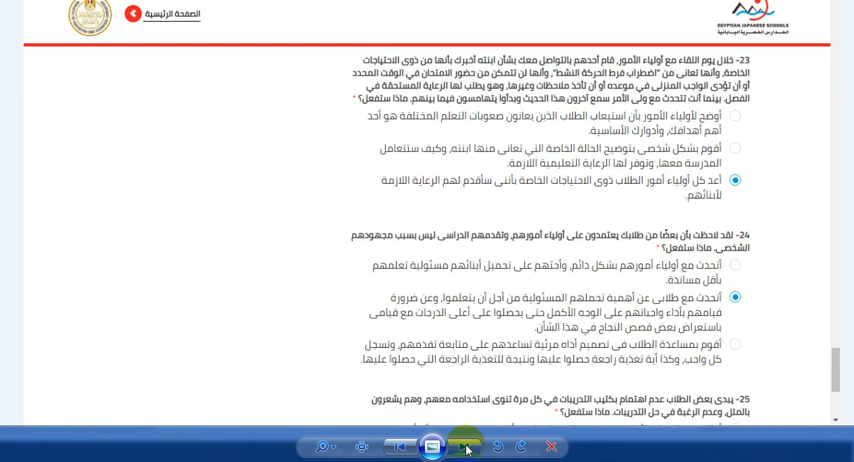 الصفحة الرئيسية
EGYPTIAN JAPANESE SCHOOLS
المـدارس المـصـريـة اليـابانيـة
23- خلال يوم اللقاء مع أولياء الأمور، قام أحدهم بالتواصل معك بشأن ابنته أخبرك بأنها من ذوى الاحتياجات
الخاصة، وأنها تعانى من "اضطراب فرط الحركة النشط"، وأنها لن تتمكن من حضور الامتحان في الوقت المحدد
أو أن تؤدى الواجب المنزلى في موعده أو أن تأخذ ملاحظات وغيرها، وهو يطلب لها الرعاية المستحقة في
الفصل. بينما أنت تتحدث مع ولى الأمر سمع آخرون هذا الحديث وبدأوا يتهامسون فيما بينهم. ماذا ستفعل؟ *
أوضح لأولياء الأمور بأن استيعاب الطلاب الذين يعانون صعوبات التعلم المختلفة هو أحد
أهم أهدافك، وأدوارك الأساسية.
أقوم بشكل شخصى بتوضيح الحالة الخاصة التي تعانى منها ابنته، وكيف ستتعامل
المدرسة معها، وتوفر لها الرعاية التعليمية اللازمة.
أعد كل أولياء أمور الطلاب ذوى الاحتياجات الخاصة بأننى سأقدم لهم الرعاية اللازمة
لأبنائهم.
24- لقد لاحظت بأن بعضًا من طلابك يعتمدون على أولياء أمورهم، وتقدمهم الدراسى ليس بسبب مجهودهم
الشخصى. ماذا ستفعل؟ *
أتحدث مع أولياء أمورهم بشكل دائم، وأحثهم على تحميل أبنائهم مسئولية تعلمهم
بأقل مساندة.
أتحدث مع طلابى عن أهمية تحملهم المسئولية من أجل أن يتعلموا، وعن ضرورة
قيامهم بأداء واجباتهم على الوجه الأكمل حتى يحصلوا على أعلى الدرجات مع قيامى
باستعراض بعض قصص النجاح في هذا الشأن.
أقوم بمساعدة الطلاب فى تصميم أداه مرئية تساعدهم على متابعة تقدمهم، وتسجل
كل واجب، وكذا أية تغذية راجعة حصلوا عليها ونتيجة للتغذية الراجعة التي حصلوا عليها.
25- يبدى بعض الطلاب عدم اهتمام بكتيب التدريبات في كل مرة تنوى استخدامه معهم، وهم يشعرون
بالملل، وعدم الرغبة في حل التدريبات. ماذا ستفعل؟ *